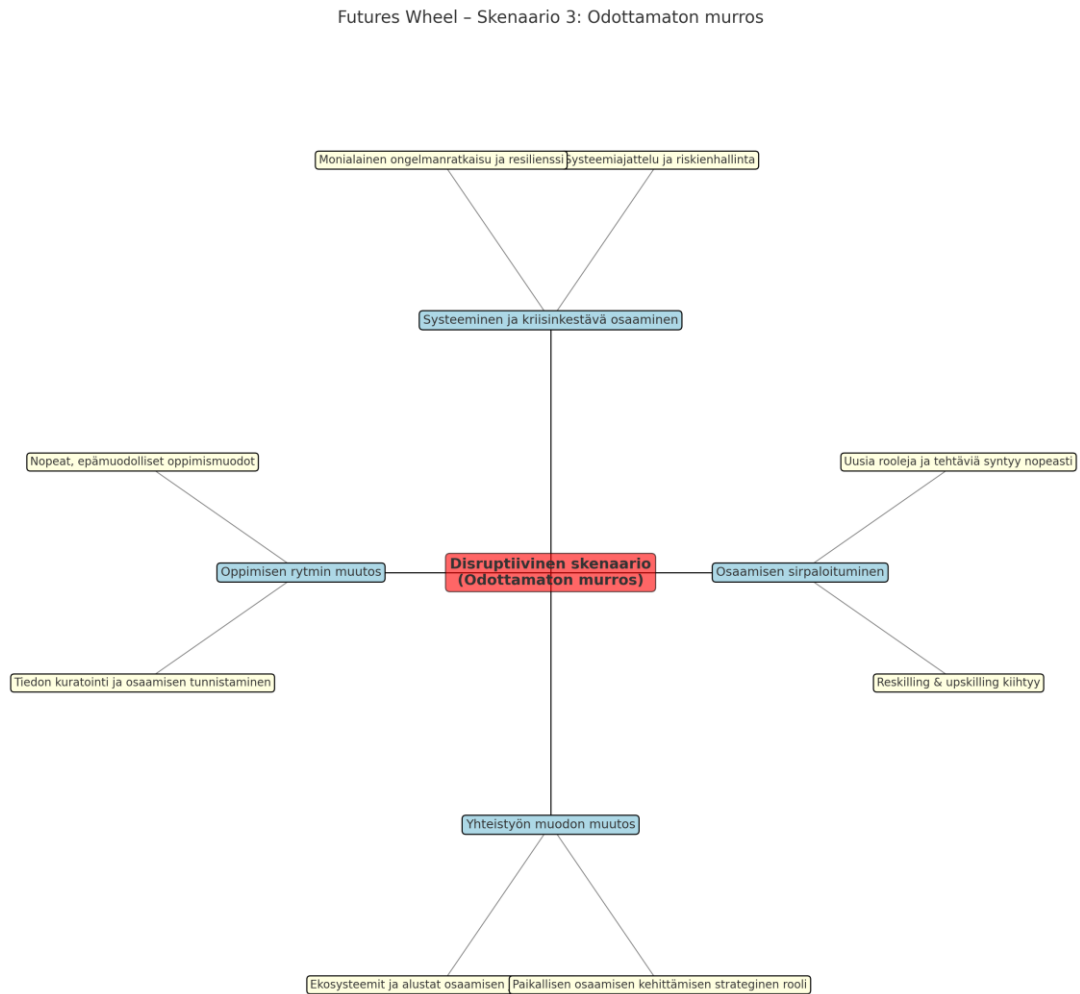 Futures Wheel – Skenaario 3: Odottamaton murros
Monialainen ongelmanratkaisu ja resilienssi
Systeemiajattelu ja riskienhallinta
Systeeminen ja kriisinkestävä osaaminen
Nopeat, epämuodolliset oppimismuodot
Uusia rooleja ja tehtäviä syntyy nopeasti
Oppimisen rytmin muutos
Disruptiivinen skenaario
(Odottamaton murros)
Osaamisen sirpaloituminen
Tiedon kuratointi ja osaamisen tunnistaminen
Reskilling & upskilling kiihtyy
Yhteistyön muodon muutos
Ekosysteemit ja alustat osaamisen
Paikallisen osaamisen kehittämisen strateginen rooli